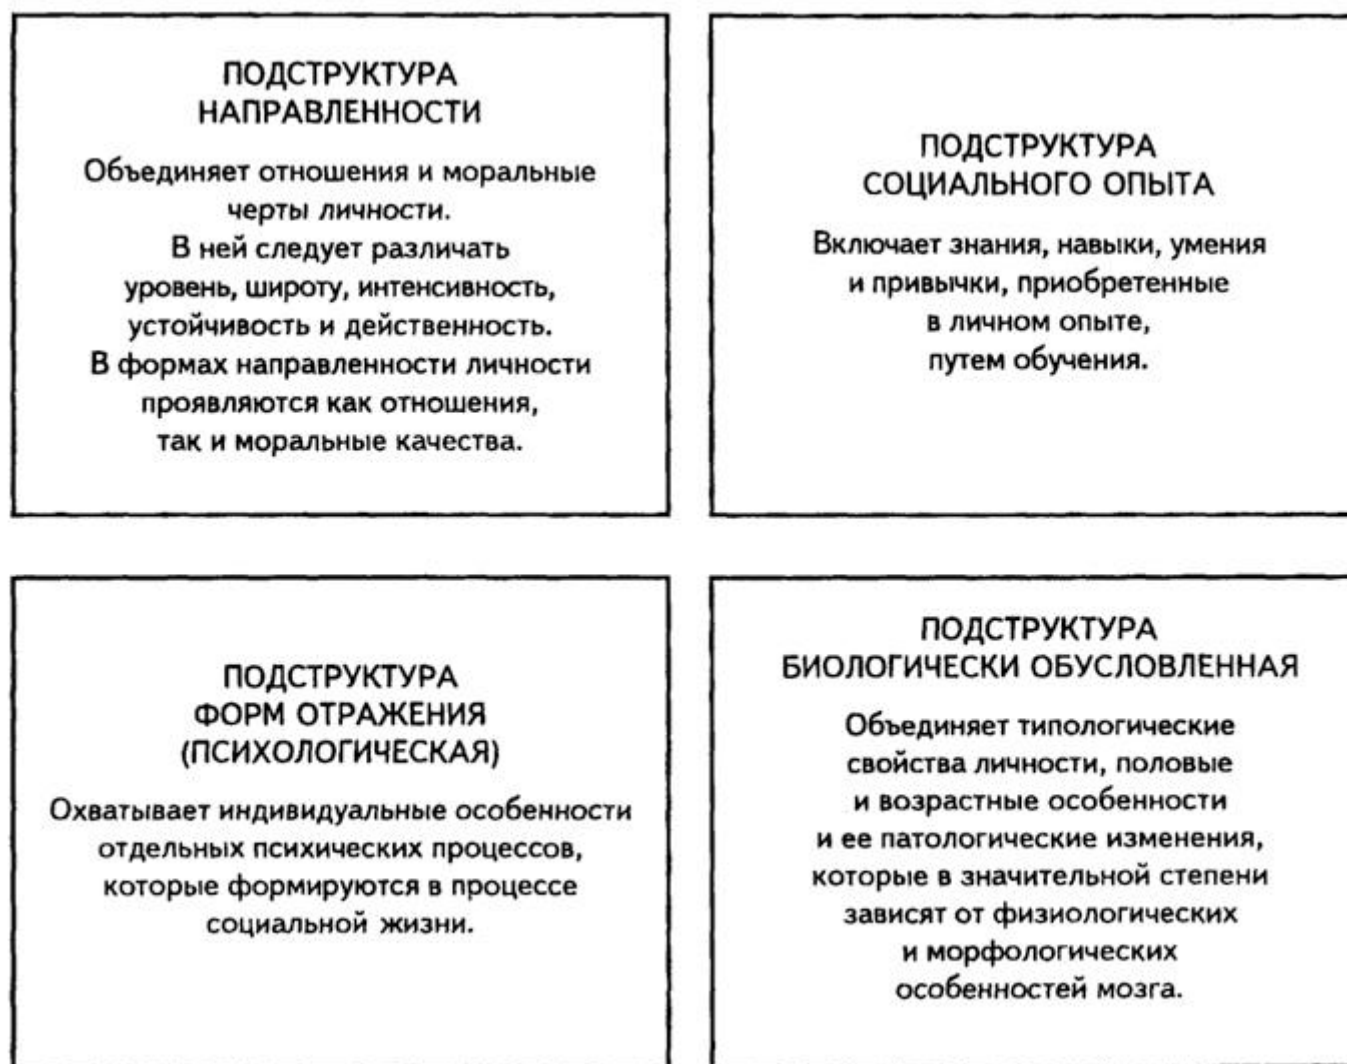 ПОДСТРУКТУРА
НАПРАВЛЕННОСТИ
Объединяет отношения и моральные
черты личности.
В ней следует различать
уровень, широту, интенсивность,
устойчивость и действенность.
В формах направленности личности
проявляются как отношения,
так и моральные качества.
ПОДСТРУКТУРА
СОЦИАЛЬНОГО ОПЫТА
Включает знания, навыки, умения
и привычки, приобретенные
в личном опыте,
путем обучения.
ПОДСТРУКТУРА
ФОРМ ОТРАЖЕНИЯ
(ПСИХОЛОГИЧЕСКАЯ)
Охватывает индивидуальные особенности
отдельных психических процессов,
которые формируются в процессе
социальной жизни.
ПОДСТРУКТУРА
БИОЛОГИЧЕСКИ ОБУСЛОВЛЕННАЯ
Объединяет типологические
свойства личности, половые
и возрастные особенности
и ее патологические изменения,
которые в значительной степени
зависят от физиологических
и морфологических
особенностей мозга.